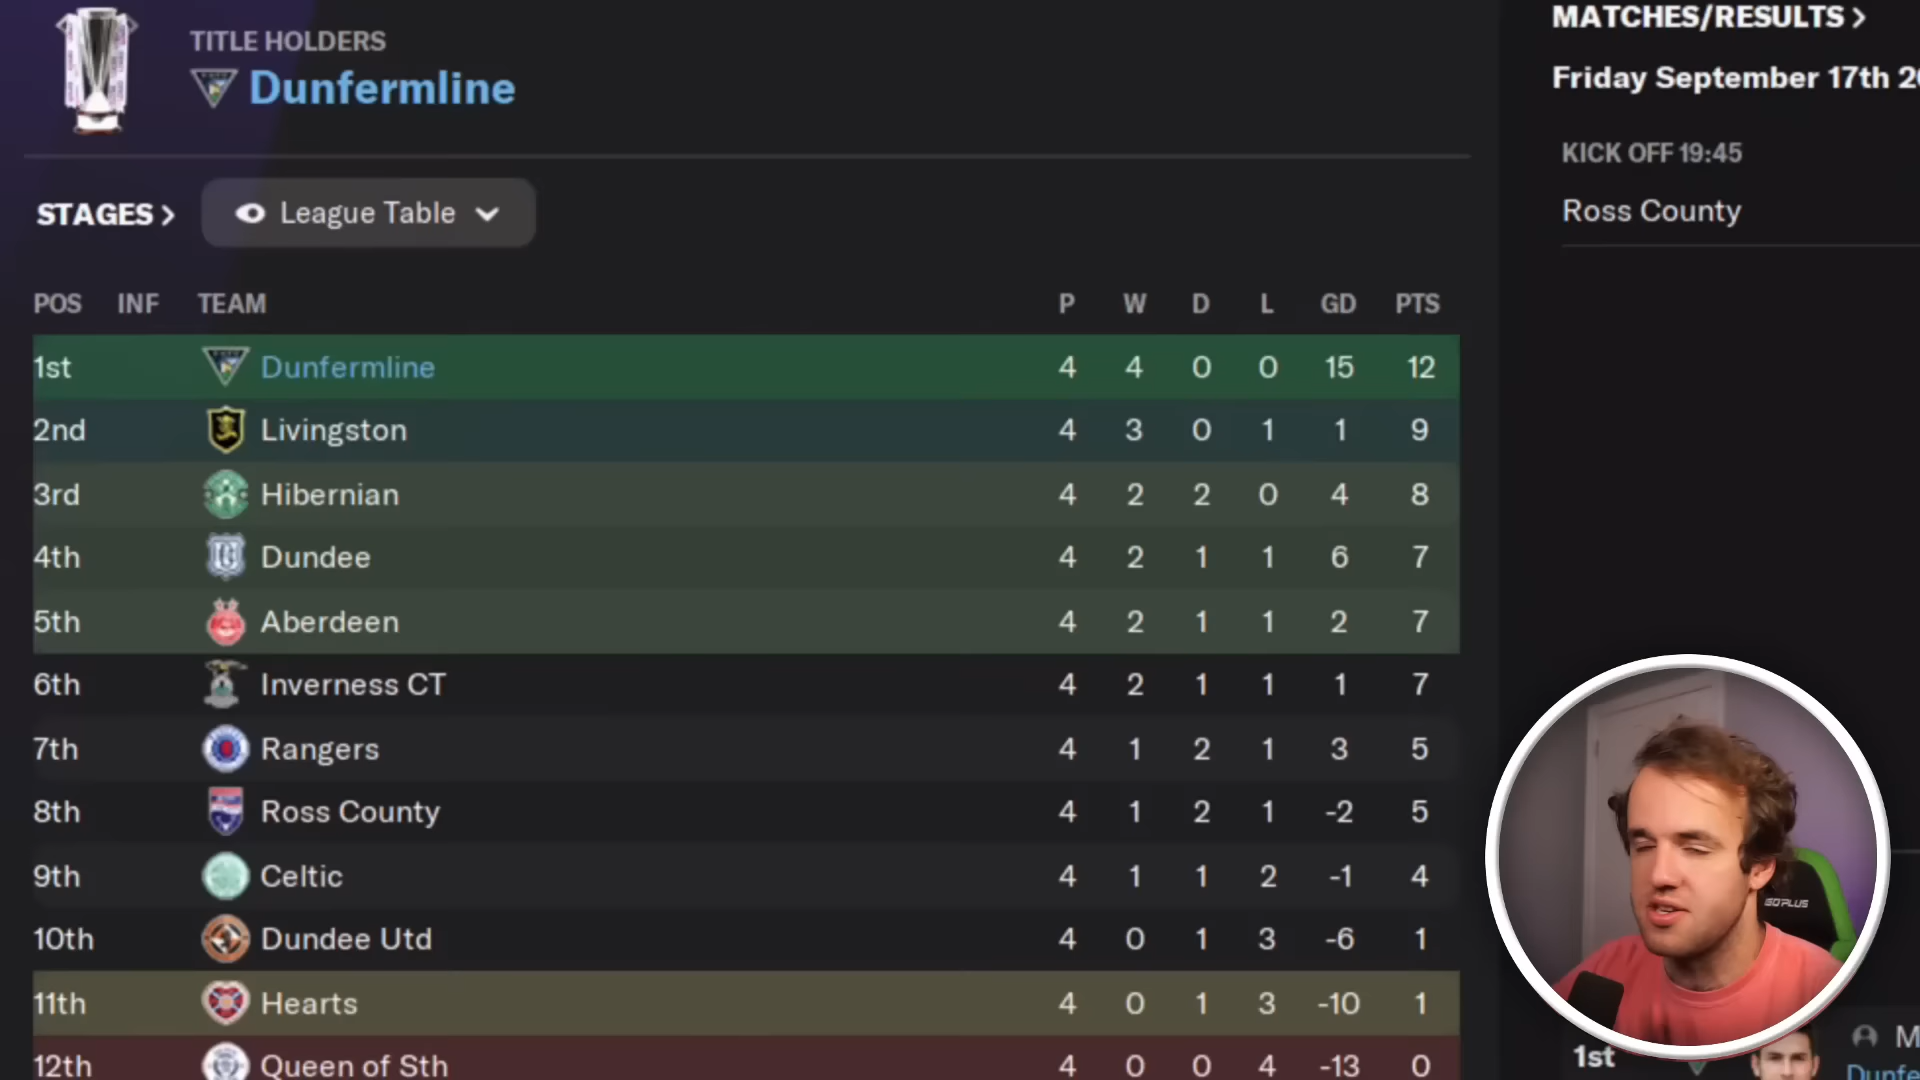 TITLE HOLDERS
Dunfermline
STAGES
League Table
POS INF TEAM P W D L GD PTS
1st Dunfermline 4 4 0 0 15 12
2nd Livingston 4 3 0 1 1 9
3rd Hibernian 4 2 2 0 4 8
4th Dundee 4 2 1 1 6 7
5th Aberdeen 4 2 1 1 2 7
6th Inverness CT 4 2 1 1 1 7
7th Rangers 4 1 2 1 3 5
8th Ross County 4 1 2 1 -2 5
9th Celtic 4 1 1 2 -1 4
10th Dundee Utd 4 0 1 3 -6 1
11th Hearts 4 0 1 3 -10 1
12th Queen of Sth 4 0 0 4 -13 0
MATCHES/RESULTS
Friday September 17th 2
KICK OFF 19:45
Ross County
GTPLUS
1st
M
Dunfe